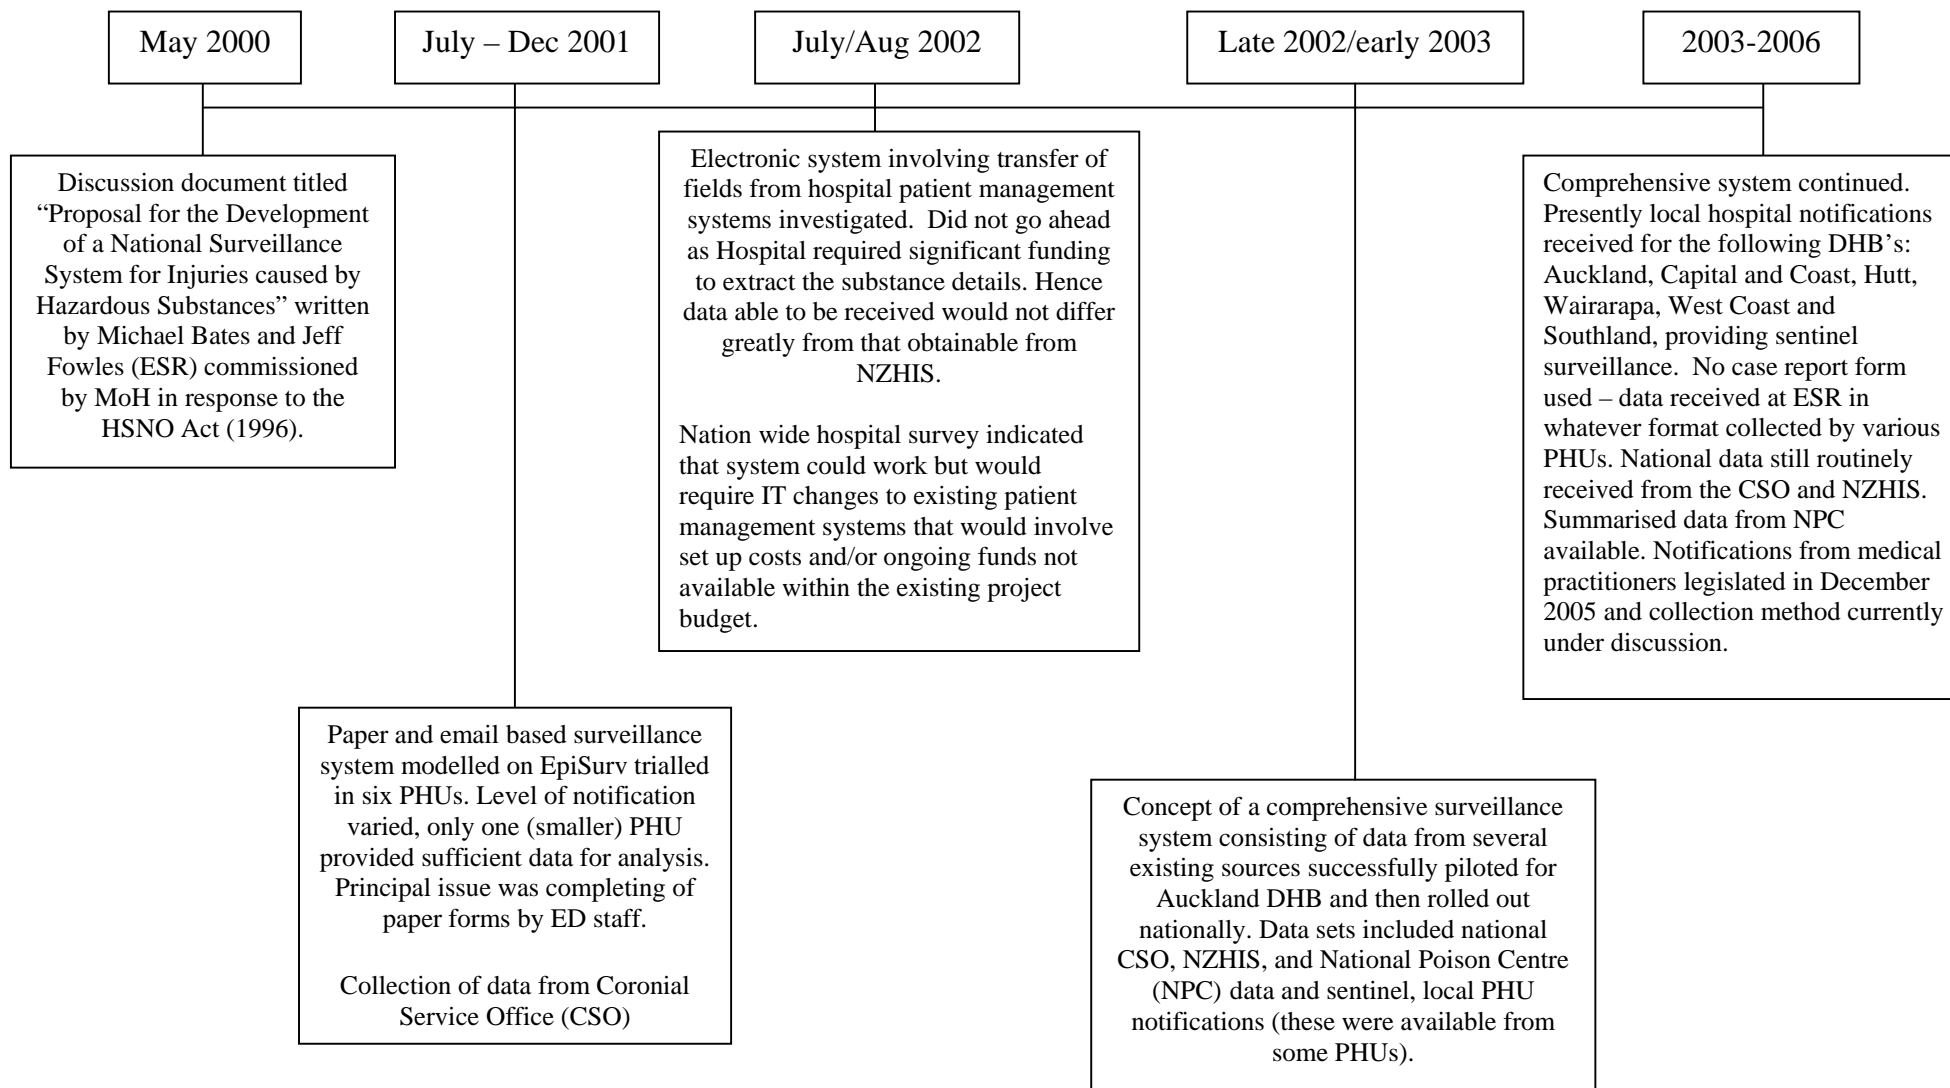 May 2000
July – Dec 2001
July/Aug 2002
Late 2002/early 2003
2003-2006
Discussion document titled
“Proposal for the Development
of a National Surveillance
System for Injuries caused by
Hazardous Substances” written
by Michael Bates and Jeff
Fowles (ESR) commissioned
by MoH in response to the
HSNO Act (1996).
Paper and email based surveillance
system modelled on EpiSurv trialled
in six PHUs. Level of notification
varied, only one (smaller) PHU
provided sufficient data for analysis.
Principal issue was completing of
paper forms by ED staff.
Collection of data from Coronial
Service Office (CSO)
Electronic system involving transfer of
fields from hospital patient management
systems investigated.  Did not go ahead
as Hospital required significant funding
to extract the substance details. Hence
data able to be received would not differ
greatly from that obtainable from
NZHIS.
Nation wide hospital survey indicated
that system could work but would
require IT changes to existing patient
management systems that would involve
set up costs and/or ongoing funds not
available within the existing project
budget.
Concept of a comprehensive surveillance
system consisting of data from several
existing sources successfully piloted for
Auckland DHB and then rolled out
nationally. Data sets included national
CSO, NZHIS, and National Poison Centre
(NPC) data and sentinel, local PHU
notifications (these were available from
some PHUs).
Comprehensive system continued.
Presently local hospital notifications
received for the following DHB’s:
Auckland, Capital and Coast, Hutt,
Wairarapa, West Coast and
Southland, providing sentinel
surveillance.  No case report form
used – data received at ESR in
whatever format collected by various
PHUs. National data still routinely
received from the CSO and NZHIS.
Summarised data from NPC
available. Notifications from medical
practitioners legislated in December
2005 and collection method currently
under discussion.